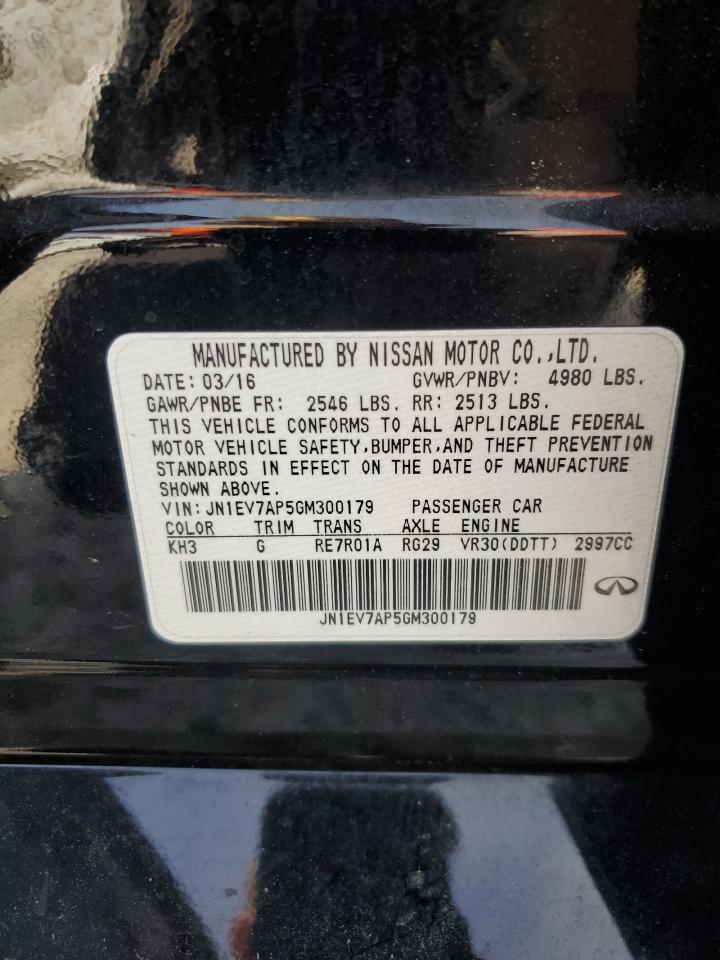 MANUFACTURED BY NISSAN MOTOR CO.,LTD.
DATE: 03/16 GVWR/PNBV: 4980 LBS.
GAWR/PNBE FR: 2546 LBS. RR: 2513 LBS.
THIS VEHICLE CONFORMS TO ALL APPLICABLE FEDERAL
MOTOR VEHICLE SAFETY,BUMPER,AND THEFT PREVENTION
STANDARDS IN EFFECT ON THE DATE OF MANUFACTURE
SHOWN ABOVE.
VIN:JN1EV7AP5GM300179 PASSENGER CAR
COLOR TRIM TRANS AXLE ENGINE
KH3 G RE7R01A RG29 VR30(DDTT) 2997CC
JN1EV7AP5GM300179